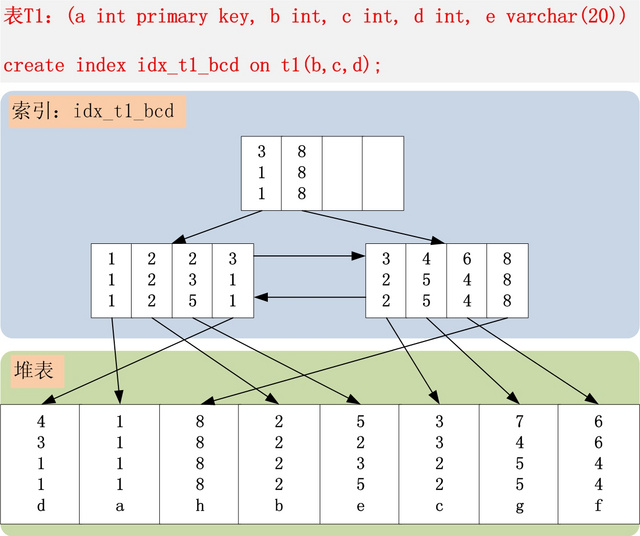 表T1：(a int primary key, b int, c int, d int, e varchar(20))
create index idx_t1_bcd on t1(b,c,d);
索引：idx_t1_bcd
3 8
1 8
1 8
1 2 2 3 3 4 6 8
1 2 3 1 2 5 4 8
1 2 5 1 2 5 4 8
堆表
4 1 8 2 5 3 7 6
3 1 8 2 2 3 4 6
1 1 8 2 3 2 5 4
1 1 8 2 5 2 5 4
d a h b e c g f